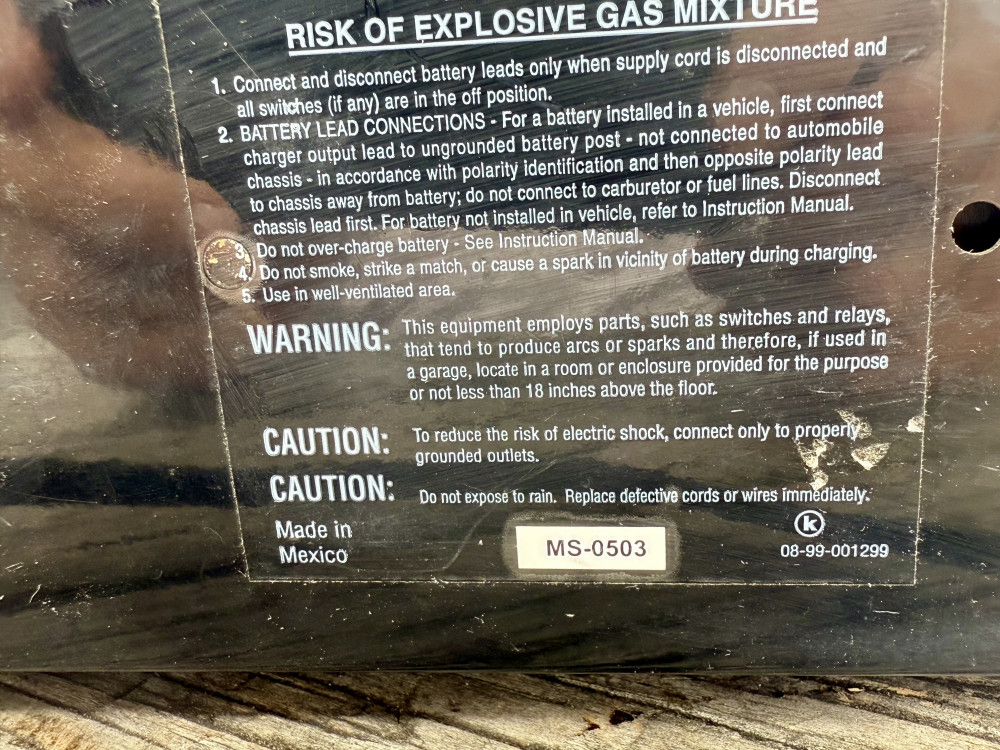 RISK OF EXPLOSIVE GAS MIXTURE
1. Connect and disconnect battery leads only when supply cord is disconnected and
all switches (if any) are in the off position.
2. BATTERY LEAD CONNECTIONS - For a battery installed in a vehicle, first connect
charger output lead to ungrounded battery post - not connected to automobile
chassis - in accordance with polarity identification and then opposite polarity lead
to chassis away from battery; do not connect to carburetor or fuel lines. Disconnect
chassis lead first. For battery not installed in vehicle, refer to Instruction Manual.
3. Do not over-charge battery - See Instruction Manual.
4. Do not smoke, strike a match, or cause a spark in vicinity of battery during charging.
5. Use in well-ventilated area.
WARNING: This equipment employs parts, such as switches and relays,
that tend to produce arcs or sparks and therefore, if used in
a garage, locate in a room or enclosure provided for the purpose
or not less than 18 inches above the floor.
CAUTION: To reduce the risk of electric shock, connect only to properly
grounded outlets.
CAUTION: Do not expose to rain. Replace defective cords or wires immediately.
Made in
Mexico
MS-0503
k
08-99-001299